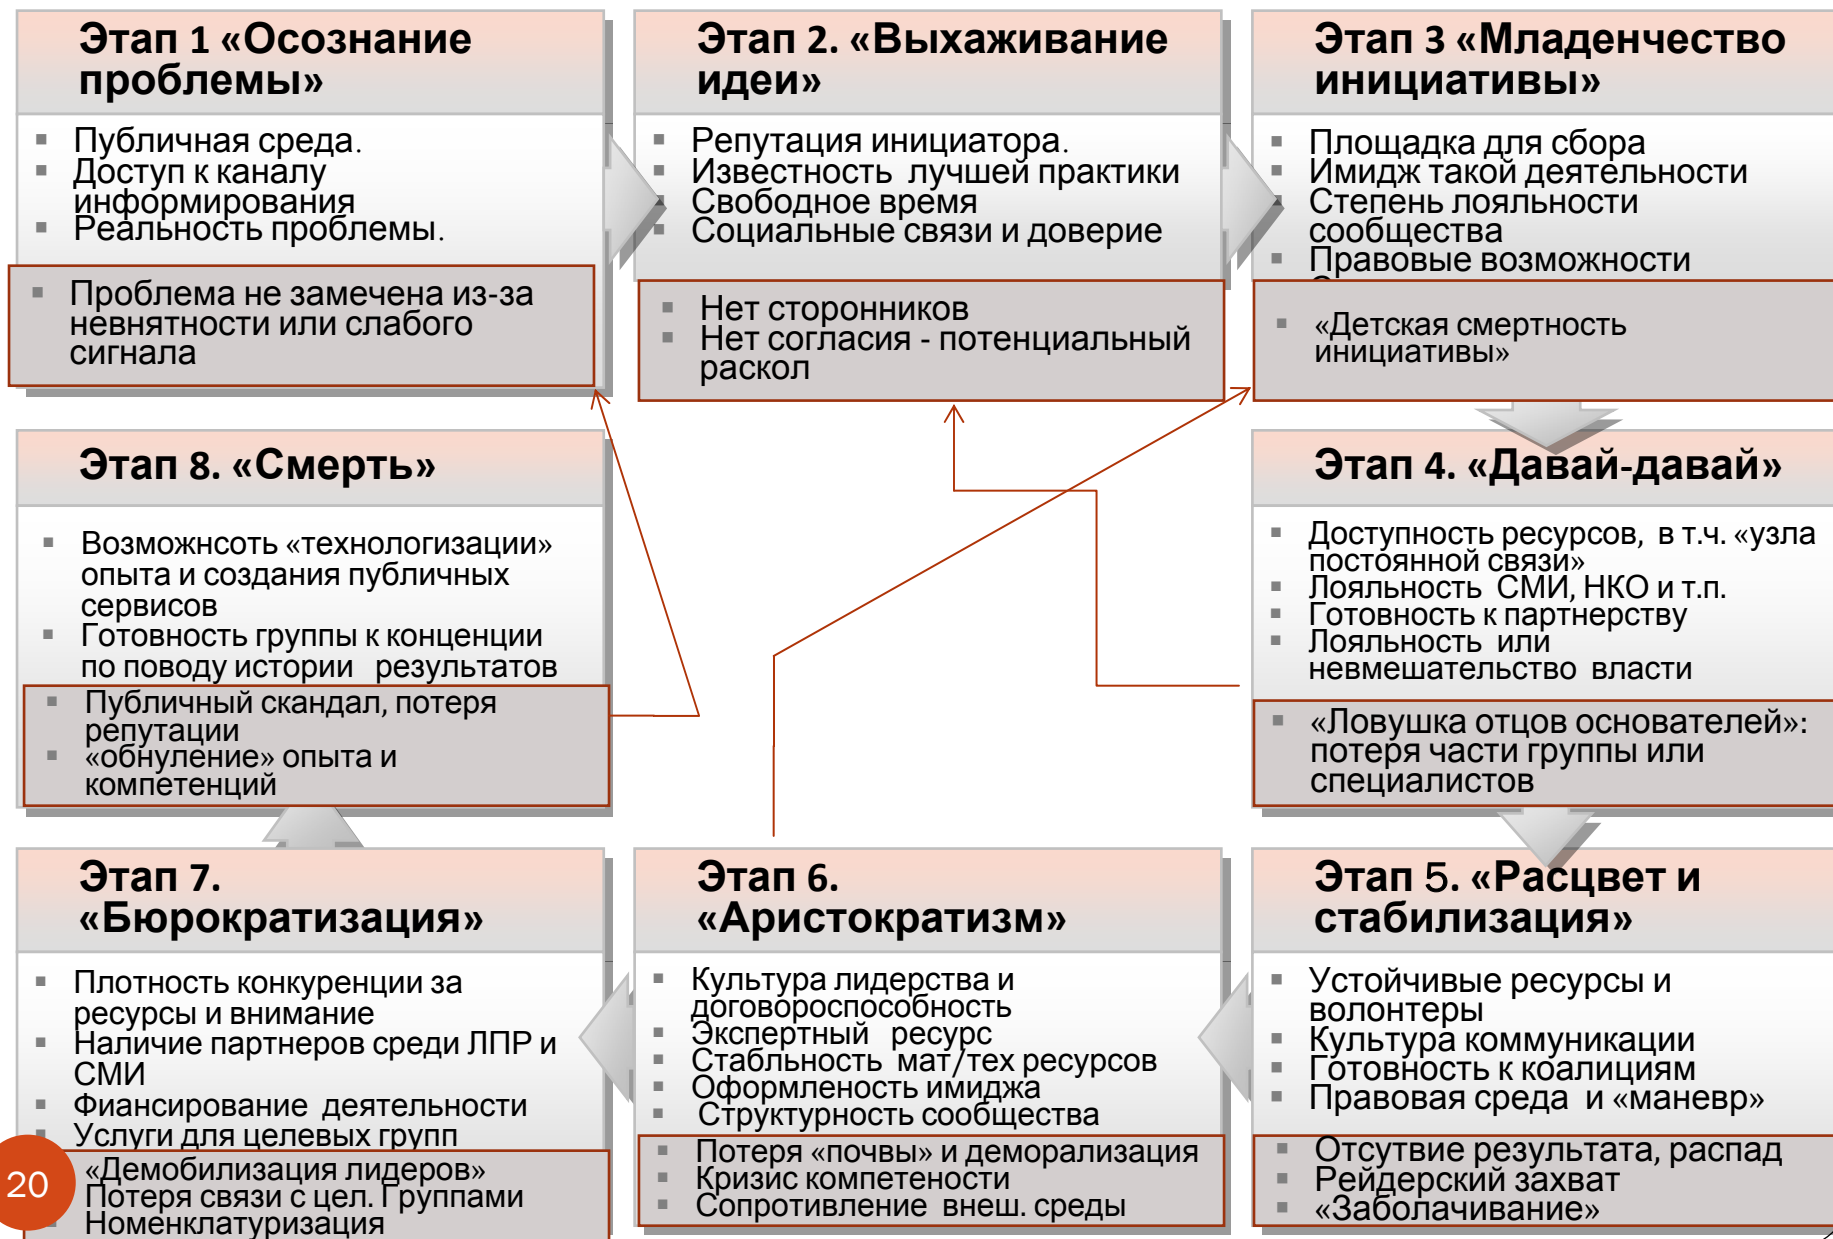 Этап 1 «Осознание
проблемы»
Публичная среда.
Доступ к каналу
информирования
Реальность проблемы.
Проблема не замечена из-за
невнятности или слабого
сигнала
Этап 2. «Выхаживание
идеи»
Репутация инициатора.
Известность лучшей практики
Свободное время
Социальные связи и доверие
Нет сторонников
Нет согласия - потенциальный
раскол
Этап 3 «Младенчество
инициативы»
Площадка для сбора
Имидж такой деятельности
Степень лояльности
сообщества
Правовые возможности
«Детская смертность
инициативы»
Этап 8. «Смерть»
Возможнсоть «технологизации»
опыта и создания публичных
сервисов
Готовность группы к конценции
по поводу истории результатов
Публичный скандал, потеря
репутации
«обнуление» опыта и
компетенций
Этап 4. «Давай-давай»
Доступность ресурсов, в т.ч. «узла
постоянной связи»
Лояльность СМИ, НКО и т.п.
Готовность к партнерству
Лояльность или
невмешательство власти
«Ловушка отцов основателей»:
потеря части группы или
специалистов
Этап 7.
«Бюрократизация»
Плотность конкуренции за
ресурсы и внимание
Наличие партнеров среди ЛПР и
СМИ
Фиансирование деятельности
Услуги для целевых групп
«Демобилизация лидеров»
Потеря связи с цел. Группами
Номенклатуризация
Этап 6.
«Аристократизм»
Культура лидерства и
договороспособность
Экспертный ресурс
Стабльность мат/тех ресурсов
Оформленость имиджа
Структурность сообщества
Потеря «почвы» и деморализация
Кризис компетености
Сопротивление внеш. среды
Этап 5. «Расцвет и
стабилизация»
Устойчивые ресурсы и
волонтеры
Культура коммуникации
Готовность к коалициям
Правовая среда и «маневр»
Отсутвие результата, распад
Рейдерский захват
«Заболачивание»
20